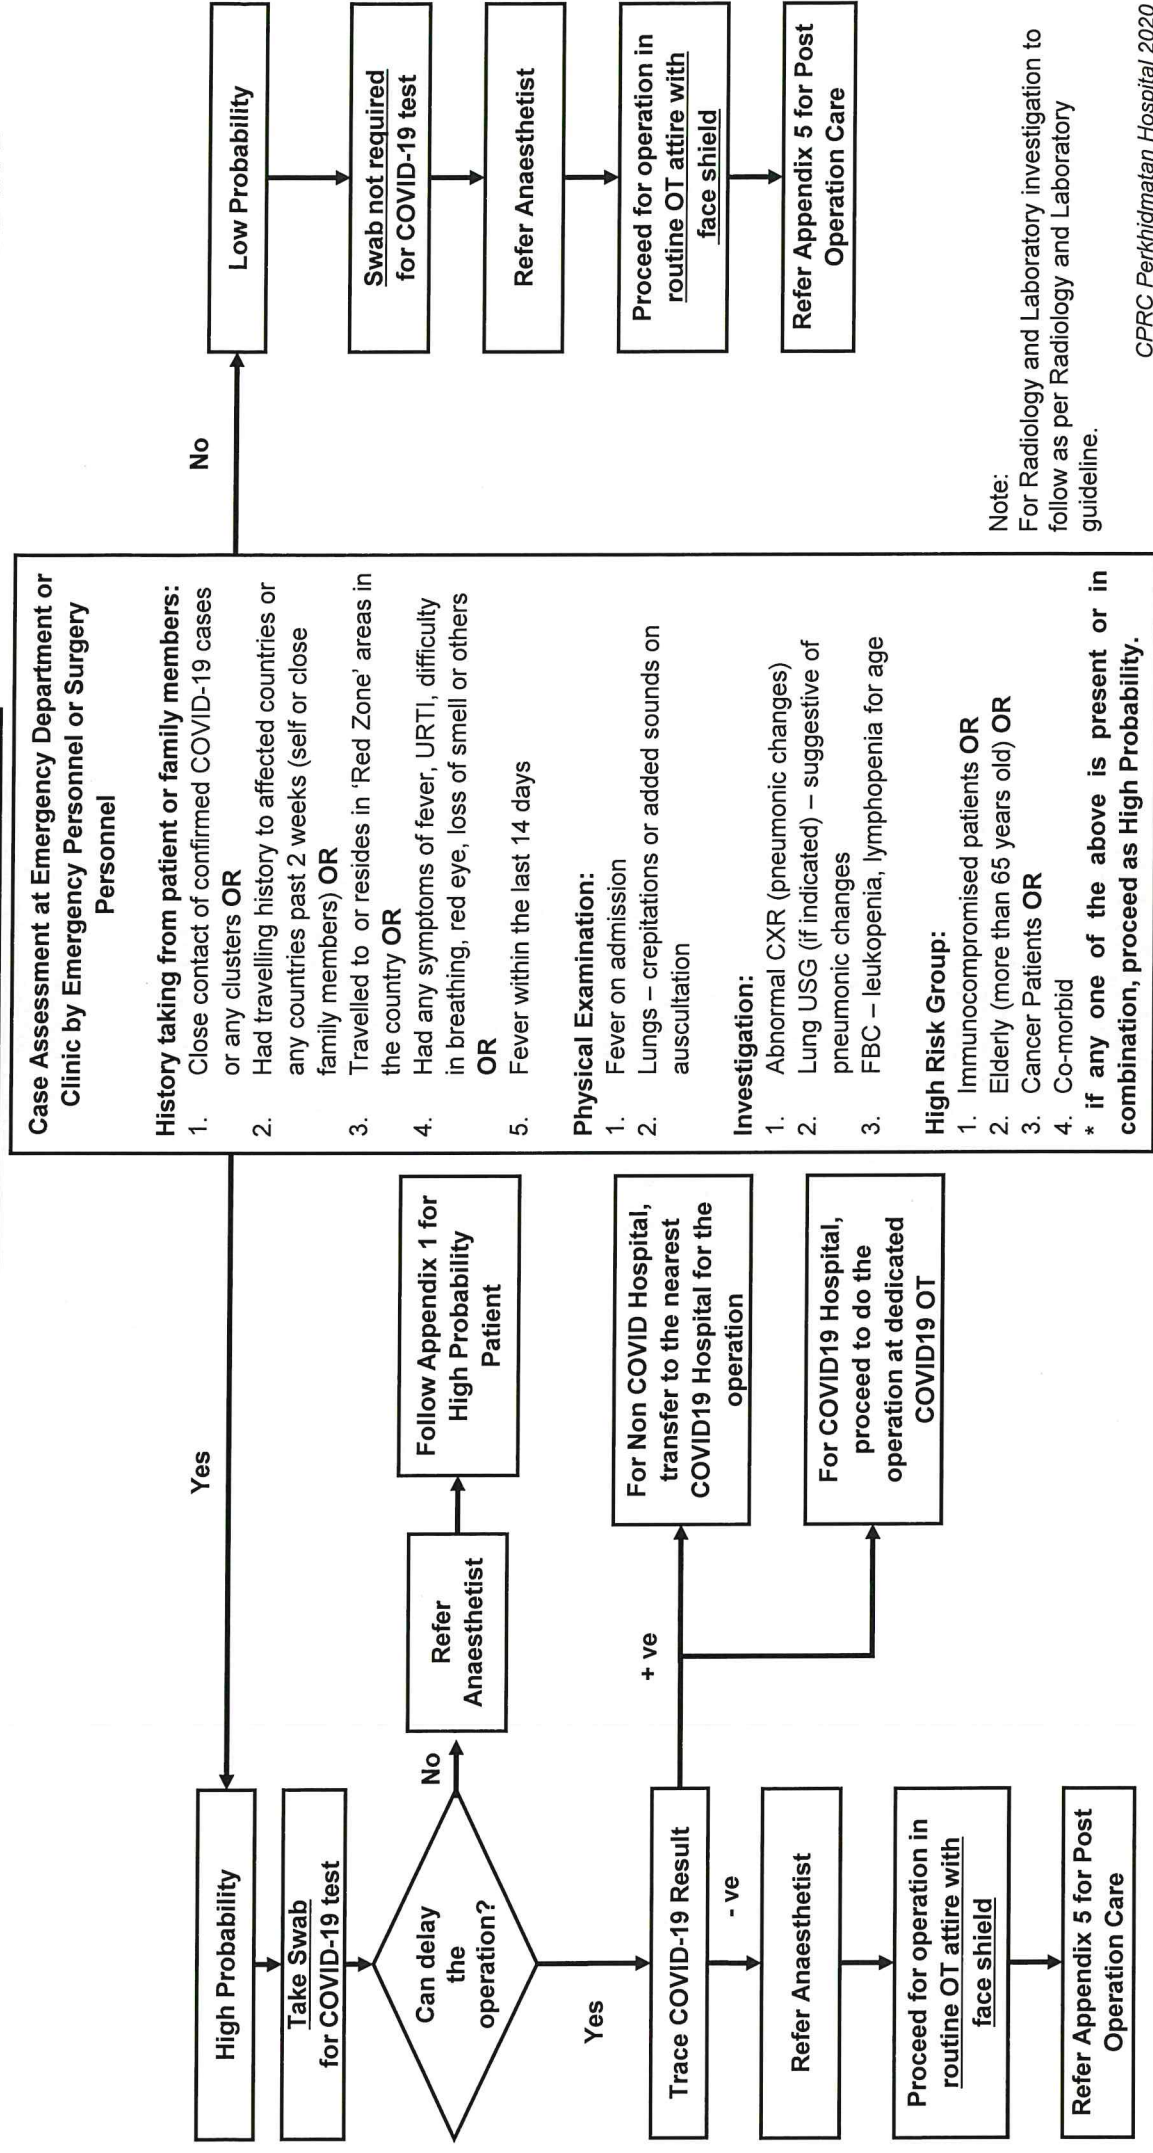 Case Assessment at Emergency Department or
Clinic by Emergency Personnel or Surgery
Personnel
History taking from patient or family members:
1. Close contact of confirmed COVID-19 cases
or any clusters OR
2. Had travelling history to affected countries or
any countries past 2 weeks (self or close
family members) OR
3. Travelled to or resides in ‘Red Zone’ areas in
the country OR
4. Had any symptoms of fever, URTI, difficulty
in breathing, red eye, loss of smell or others
OR
5. Fever within the last 14 days
Physical Examination:
1. Fever on admission
2. Lungs – crepitations or added sounds on
auscultation
Investigation:
1. Abnormal CXR (pneumonic changes)
2. Lung USG (if indicated) – suggestive of
pneumonic changes
3. FBC – leukopenia, lymphopenia for age
High Risk Group:
1. Immunocompromised patients OR
2. Elderly (more than 65 years old) OR
3. Cancer Patients OR
4. Co-morbid
* if any one of the above is present or in
combination, proceed as High Probability.
Yes
High Probability
Take Swab
for COVID-19 test
Can delay
the
operation?
No
Refer
Anaesthetist
Follow Appendix 1 for
High Probability
Patient
Yes
Trace COVID-19 Result
+ ve
For Non COVID Hospital,
transfer to the nearest
COVID19 Hospital for the
operation
For COVID19 Hospital,
proceed to do the
operation at dedicated
COVID19 OT
- ve
Refer Anaesthetist
Proceed for operation in
routine OT attire with
face shield
Refer Appendix 5 for Post
Operation Care
No
Low Probability
Swab not required
for COVID-19 test
Refer Anaesthetist
Proceed for operation in
routine OT attire with
face shield
Refer Appendix 5 for Post
Operation Care
Note:
For Radiology and Laboratory investigation to
follow as per Radiology and Laboratory
guideline.
CPRC Perkhidmatan Hospital 2020